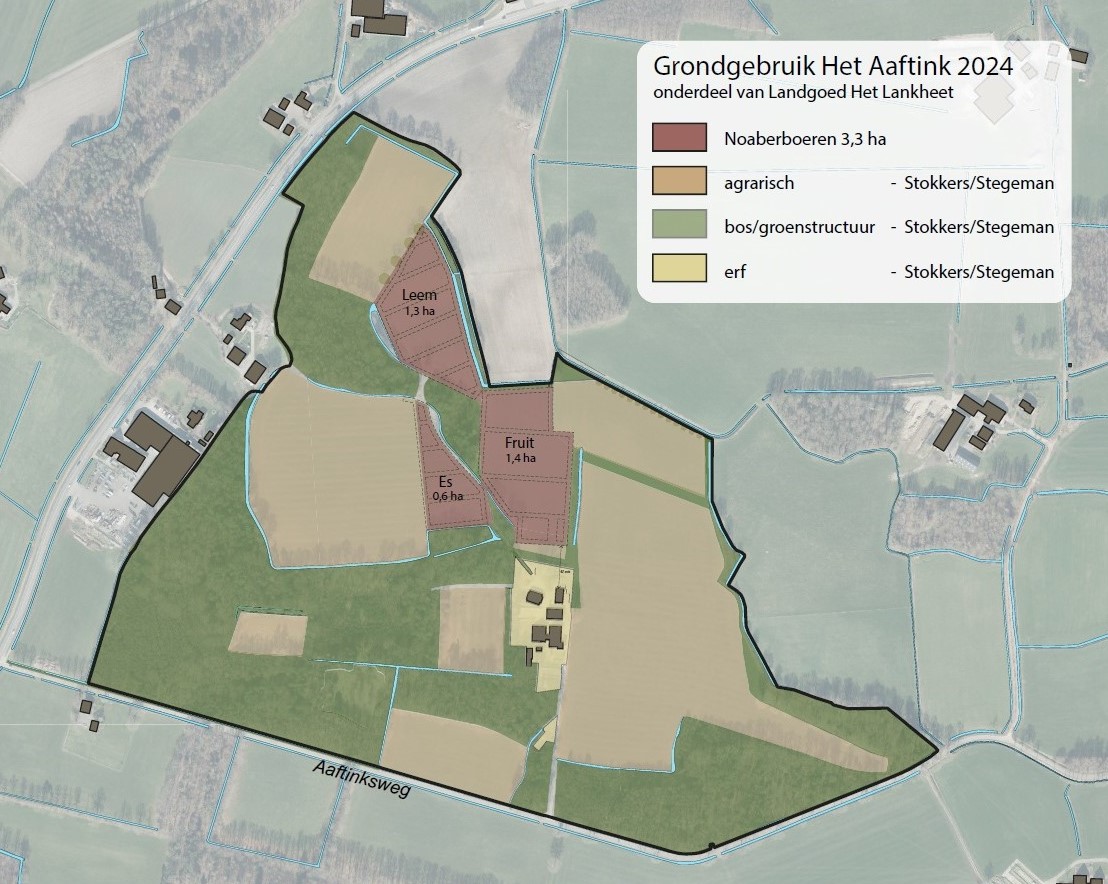 Grondgebruik Het Aaftink 2024
onderdeel van Landgoed Het Lankheet
Noaberboeren 3,3 ha
agrarisch - Stokkers/Stegeman
bos/groenstructuur - Stokkers/Stegeman
erf - Stokkers/Stegeman
Leem
1,3 ha
Fruit
1,4 ha
Es
0,6 ha
Aaftinksweg